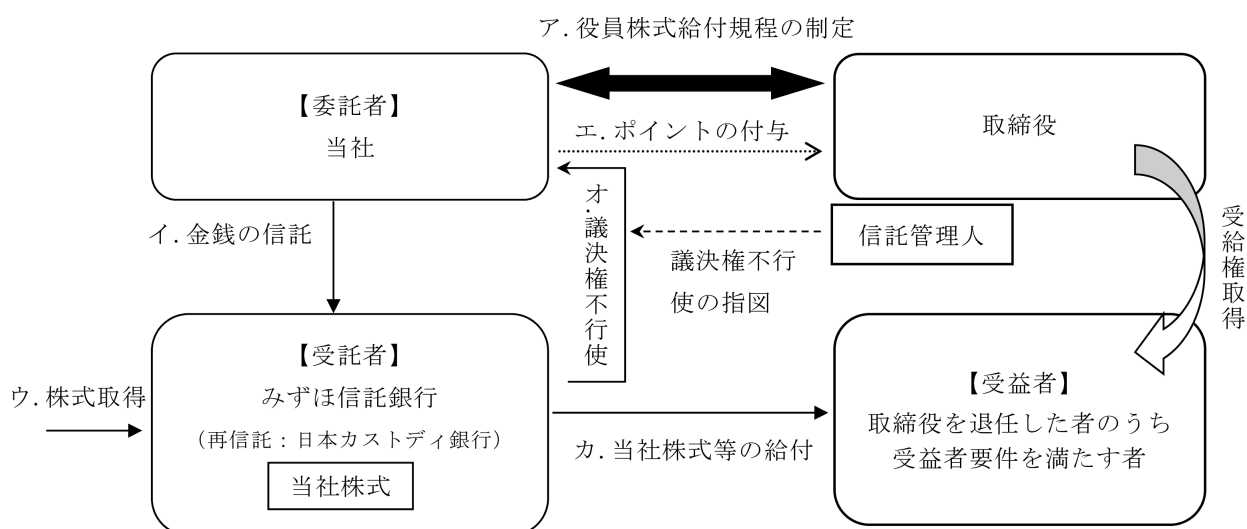 ア.役員株式給付規程の制定
【委託者】
当社
取締役
エ.ポイントの付与
オ.議決権不行使
イ.金銭の信託
信託管理人
議決権不行
使の指図
受給権取得
【受託者】
みずほ信託銀行
（再信託：日本カストディ銀行）
当社株式
ウ.株式取得
カ.当社株式等の給付
【受益者】
取締役を退任した者のうち
受益者要件を満たす者